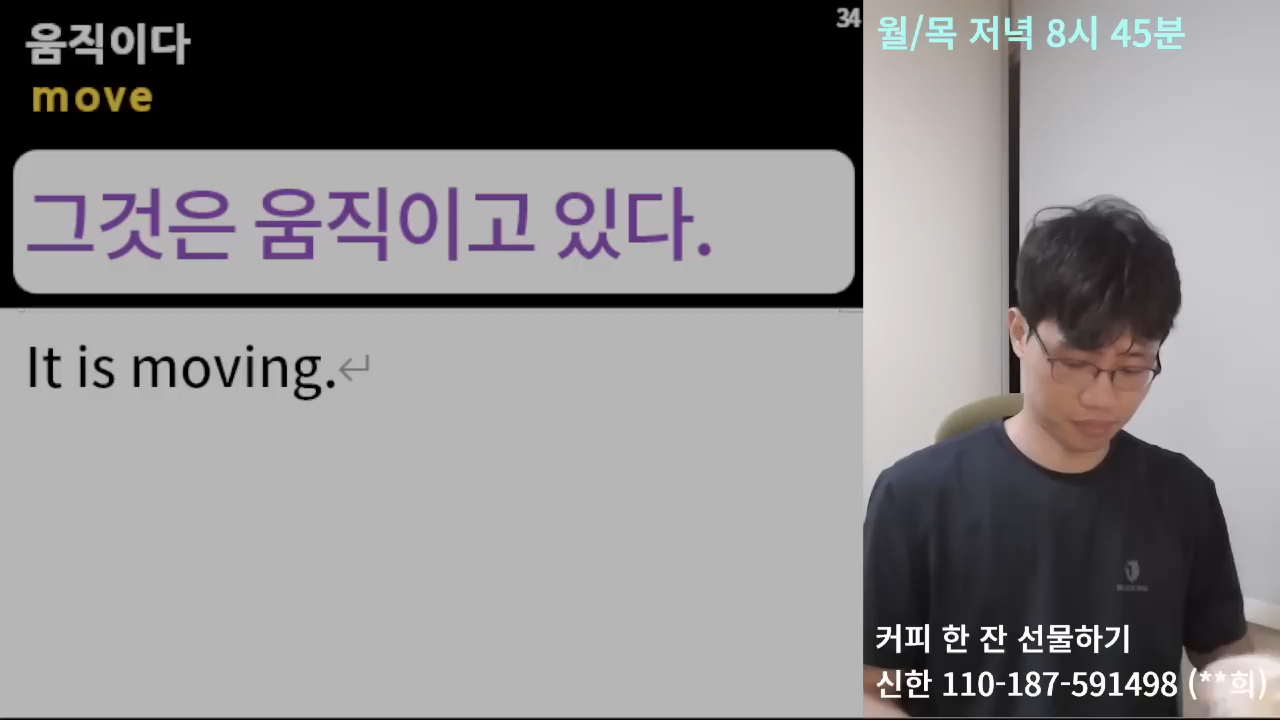 움직이다
34
move
그것은 움직이고 있다.
It is moving.↵
월/목 저녁 8시 45분
커피 한 잔 선물하기
신한 110-187-591498 (**희)